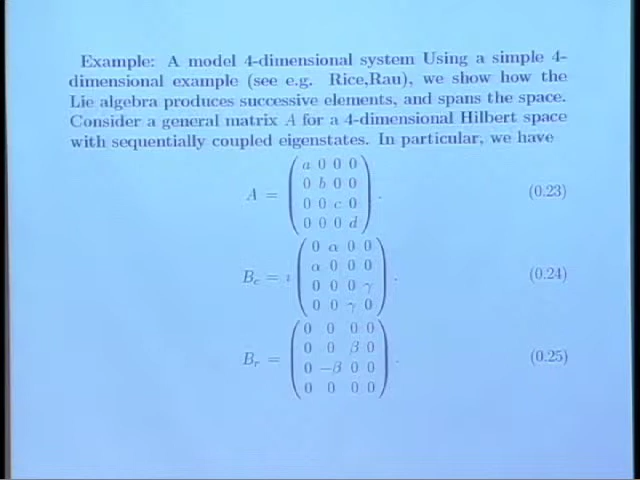 Example: A model 4-dimensional system Using a simple 4-
dimensional example (see e.g. Rice,Rau), we show how the
Lie algebra produces successive elements, and spans the space.
Consider a general matrix A for a 4-dimensional Hilbert space
with sequentially coupled eigenstates. In particular, we have
a 0 0 0
0 b 0 0
A = ( 0 0 c 0 ) . (0.23)
0 0 0 d
0 α 0 0
α 0 0 0
B_c = ı ( 0 0 0 γ ) . (0.24)
0 0 γ 0
0 0 0 0
0 0 β 0
B_r = ( 0 −β 0 0 ) . (0.25)
0 0 0 0